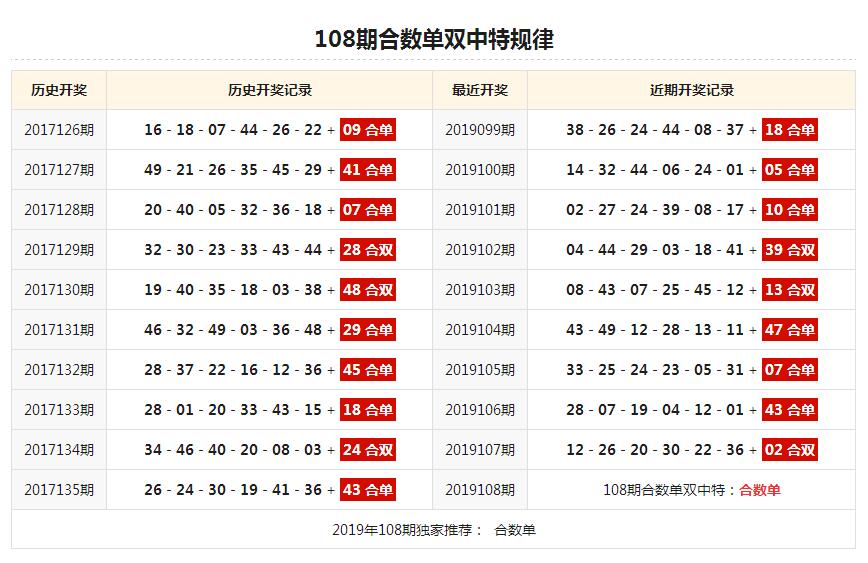 108期合数单双中特规律
历史开奖 历史开奖记录 最近开奖 近期开奖记录
2017126期 16 - 18 - 07 - 44 - 26 - 22 + 09 合单 2019099期 38 - 26 - 24 - 44 - 08 - 37 + 18 合单
2017127期 49 - 21 - 26 - 35 - 45 - 29 + 41 合单 2019100期 14 - 32 - 44 - 06 - 24 - 01 + 05 合单
2017128期 20 - 40 - 05 - 32 - 36 - 18 + 07 合单 2019101期 02 - 27 - 24 - 39 - 08 - 17 + 10 合单
2017129期 32 - 30 - 23 - 33 - 43 - 44 + 28 合双 2019102期 04 - 44 - 29 - 03 - 18 - 41 + 39 合双
2017130期 19 - 40 - 35 - 18 - 03 - 38 + 48 合双 2019103期 08 - 43 - 07 - 25 - 45 - 12 + 13 合双
2017131期 46 - 32 - 49 - 03 - 36 - 48 + 29 合单 2019104期 43 - 49 - 12 - 28 - 13 - 11 + 47 合单
2017132期 28 - 37 - 22 - 16 - 12 - 36 + 45 合单 2019105期 33 - 25 - 24 - 23 - 05 - 31 + 07 合单
2017133期 28 - 01 - 20 - 33 - 43 - 15 + 18 合单 2019106期 28 - 07 - 19 - 04 - 12 - 01 + 43 合单
2017134期 34 - 46 - 40 - 20 - 08 - 03 + 24 合双 2019107期 12 - 26 - 20 - 30 - 22 - 36 + 02 合双
2017135期 26 - 24 - 30 - 19 - 41 - 36 + 43 合单 2019108期 108期合数单双中特：合数单
2019年108期独家推荐： 合数单